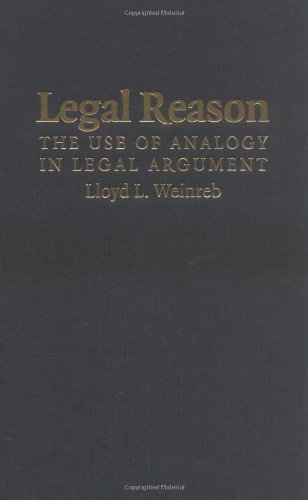 Legal Reason
THE USE OF ANALOGY
IN LEGAL ARGUMENT
Lloyd L. Weinreb